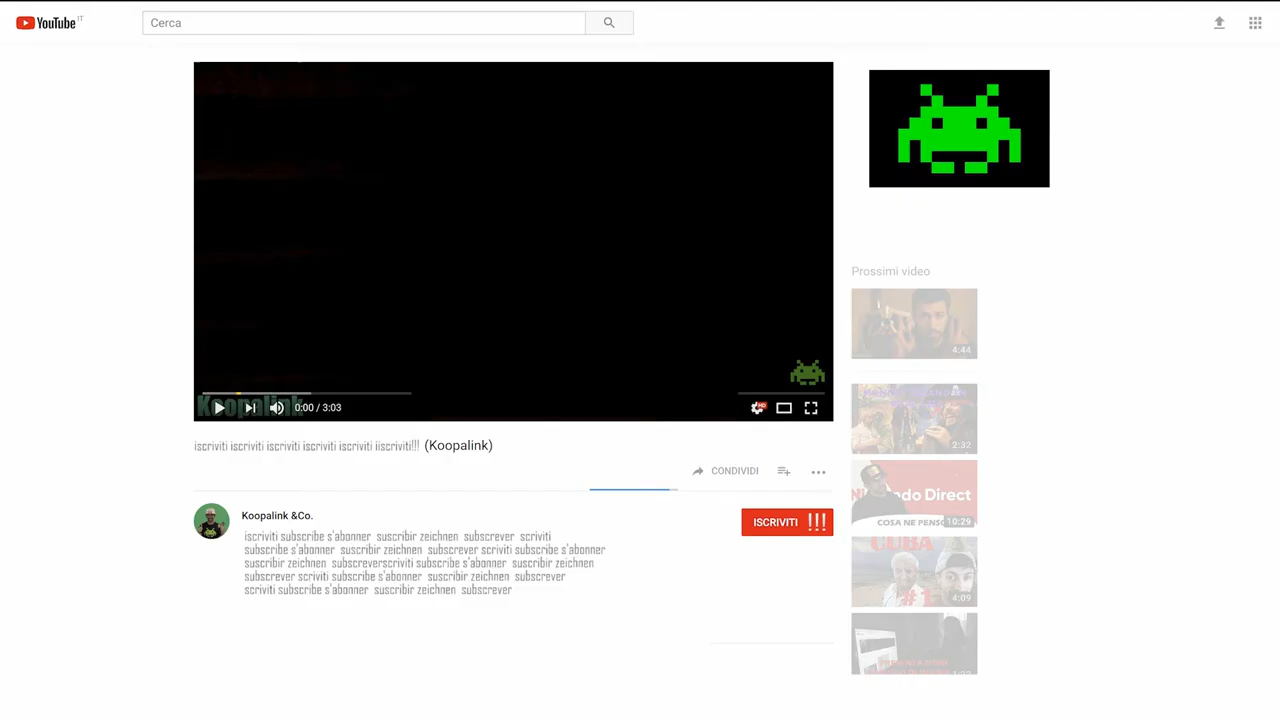 YouTube IT
Cerca
Koopalink
0:00 / 3:03
HD
iscriviti iscriviti iscriviti iscriviti iscriviti iiscriviti!!! (Koopalink)
CONDIVIDI
Koopalink &Co.
ISCRIVITI !!!
iscriviti subscribe s'abonner suscribir zeichnen subscrever scriviti
subscribe s'abonner suscribir zeichnen subscrever scriviti subscribe s'abonner
suscribir zeichnen subscreverscriviti subscribe s'abonner suscribir zeichnen
subscrever scriviti subscribe s'abonner suscribir zeichnen subscrever
scriviti subscribe s'abonner suscribir zeichnen subscrever
Prossimi video
4:44
2:32
Direct
COSA NE PENSO
10:29
CUBA
#1
4:09